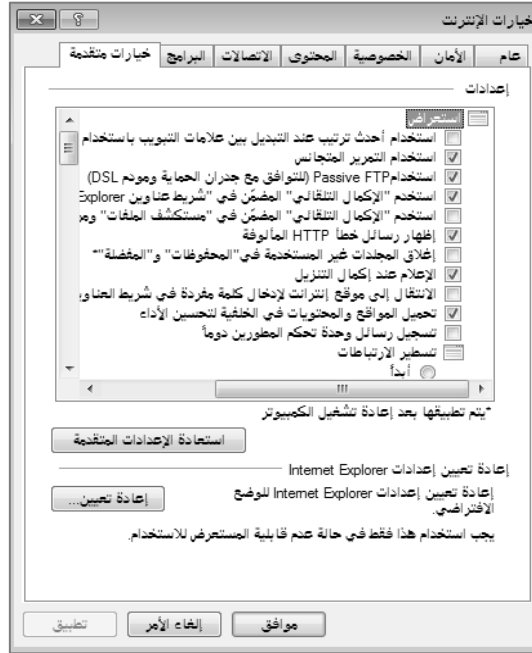 خيارات الإنترنت
عام الأمان الخصوصية المحتوى الاتصالات البرامج خيارات متقدمة
إعدادات
استعراض
استخدام أحدث ترتيب عند التبديل بين علامات التبويب باستخدام
استخدام التمرير المتجانس
استخدام Passive FTP (للتوافق مع جدران الحماية ومودم DSL)
استخدم "الإكمال التلقائي" المضمّن في "شريط عناوين Explorer
استخدم "الإكمال التلقائي" المضمّن في "مستكشف الملفات" ومر
إظهار رسائل خطأ HTTP المألوفة
إغلاق المجلدات غير المستخدمة في"المحفوظات" و"المفضلة"*
الإعلام عند إكمال التنزيل
الانتقال إلى موقع إنترانت لإدخال كلمة مفردة في شريط العناوي
تحميل المواقع والمحتويات في الخلفية لتحسين الأداء
تسجيل رسائل وحدة تحكم المطورين دوماً
تسطير الارتباطات
أبداً
*يتم تطبيقها بعد إعادة تشغيل الكمبيوتر
استعادة الإعدادات المتقدمة
إعادة تعيين إعدادات Internet Explorer
إعادة تعيين إعدادات Internet Explorer للوضع
الافتراضي.
إعادة تعيين...
يجب استخدام هذا فقط في حالة عدم قابلية المستعرض للاستخدام.
موافق إلغاء الأمر تطبيق